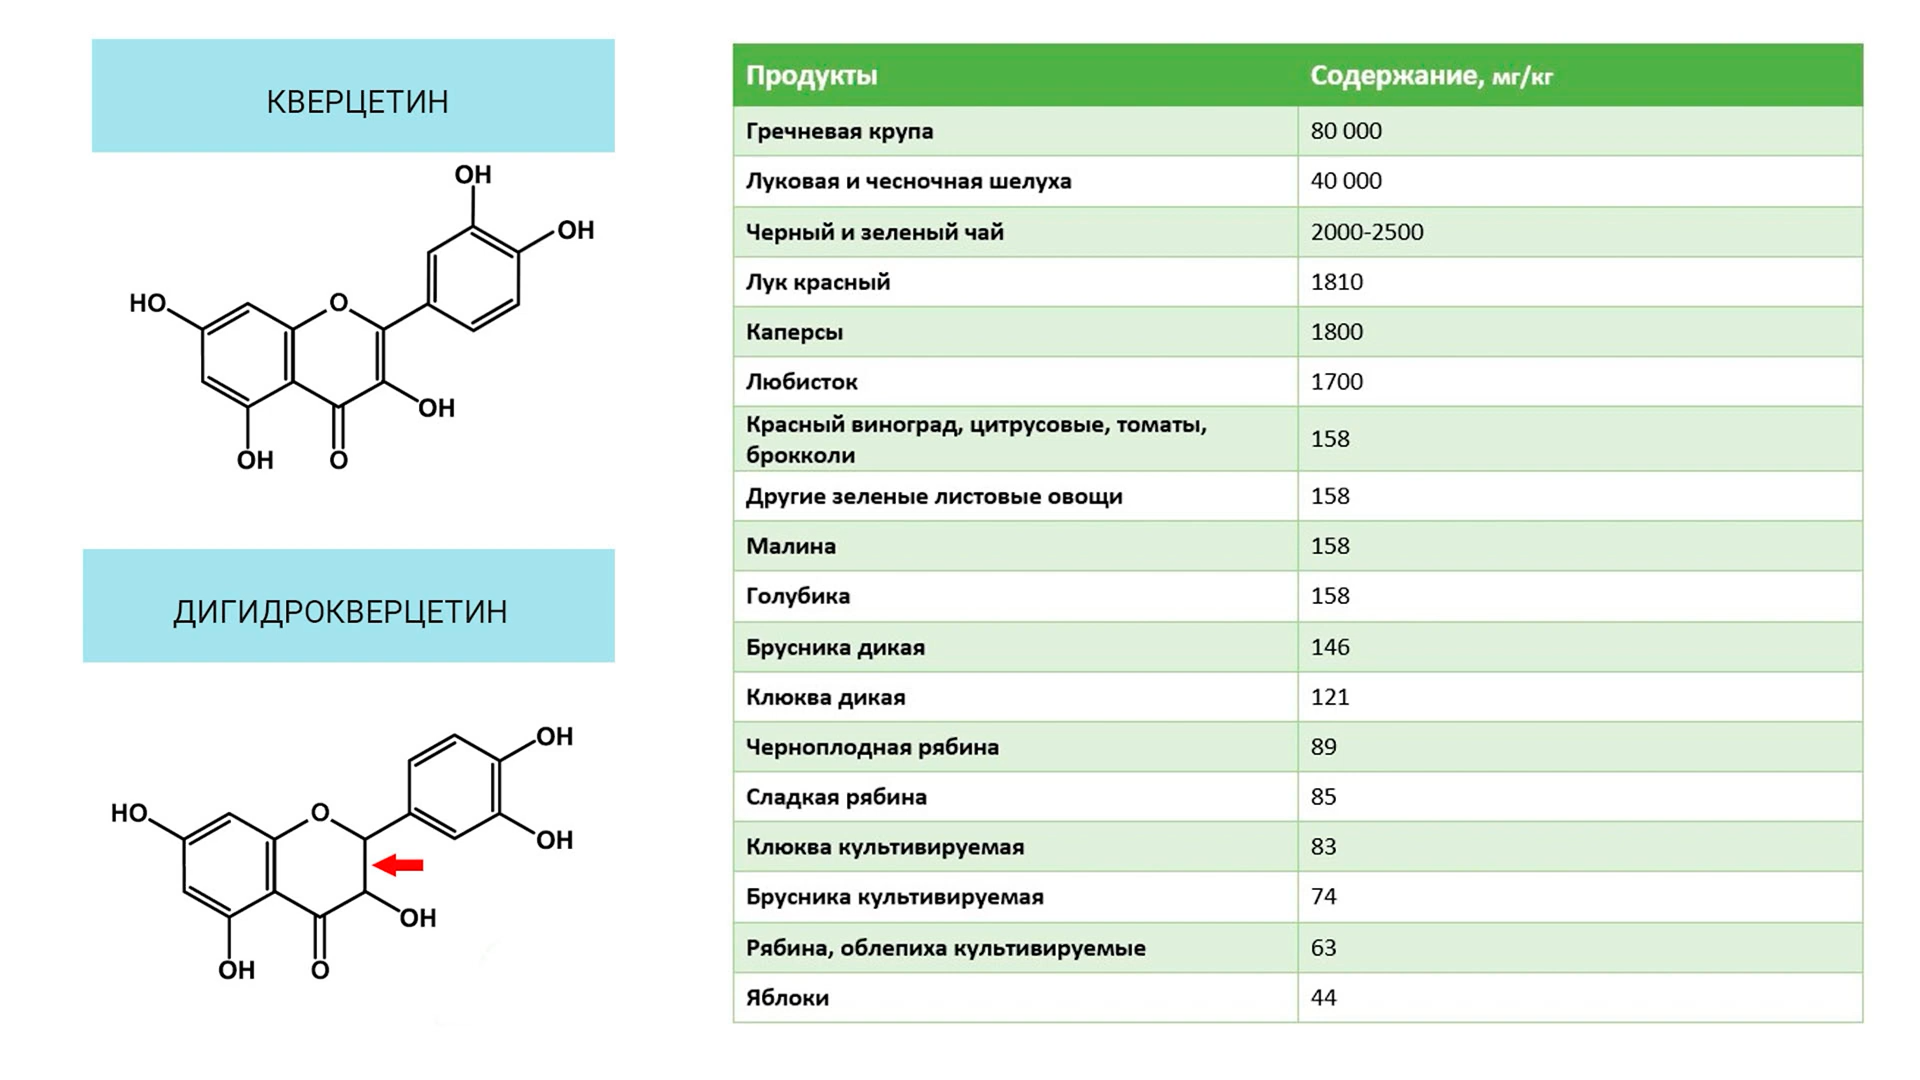 КВЕРЦЕТИН
OH
OH
HO
O
OH
OH
O
ДИГИДРОКВЕРЦЕТИН
OH
HO
O
OH
OH
OH
O
Продукты Содержание, мг/кг
Гречневая крупа 80 000
Луковая и чесночная шелуха 40 000
Черный и зеленый чай 2000-2500
Лук красный 1810
Каперсы 1800
Любисток 1700
Красный виноград, цитрусовые, томаты,
брокколи 158
Другие зеленые листовые овощи 158
Малина 158
Голубика 158
Брусника дикая 146
Клюква дикая 121
Черноплодная рябина 89
Сладкая рябина 85
Клюква культивируемая 83
Брусника культивируемая 74
Рябина, облепиха культивируемые 63
Яблоки 44